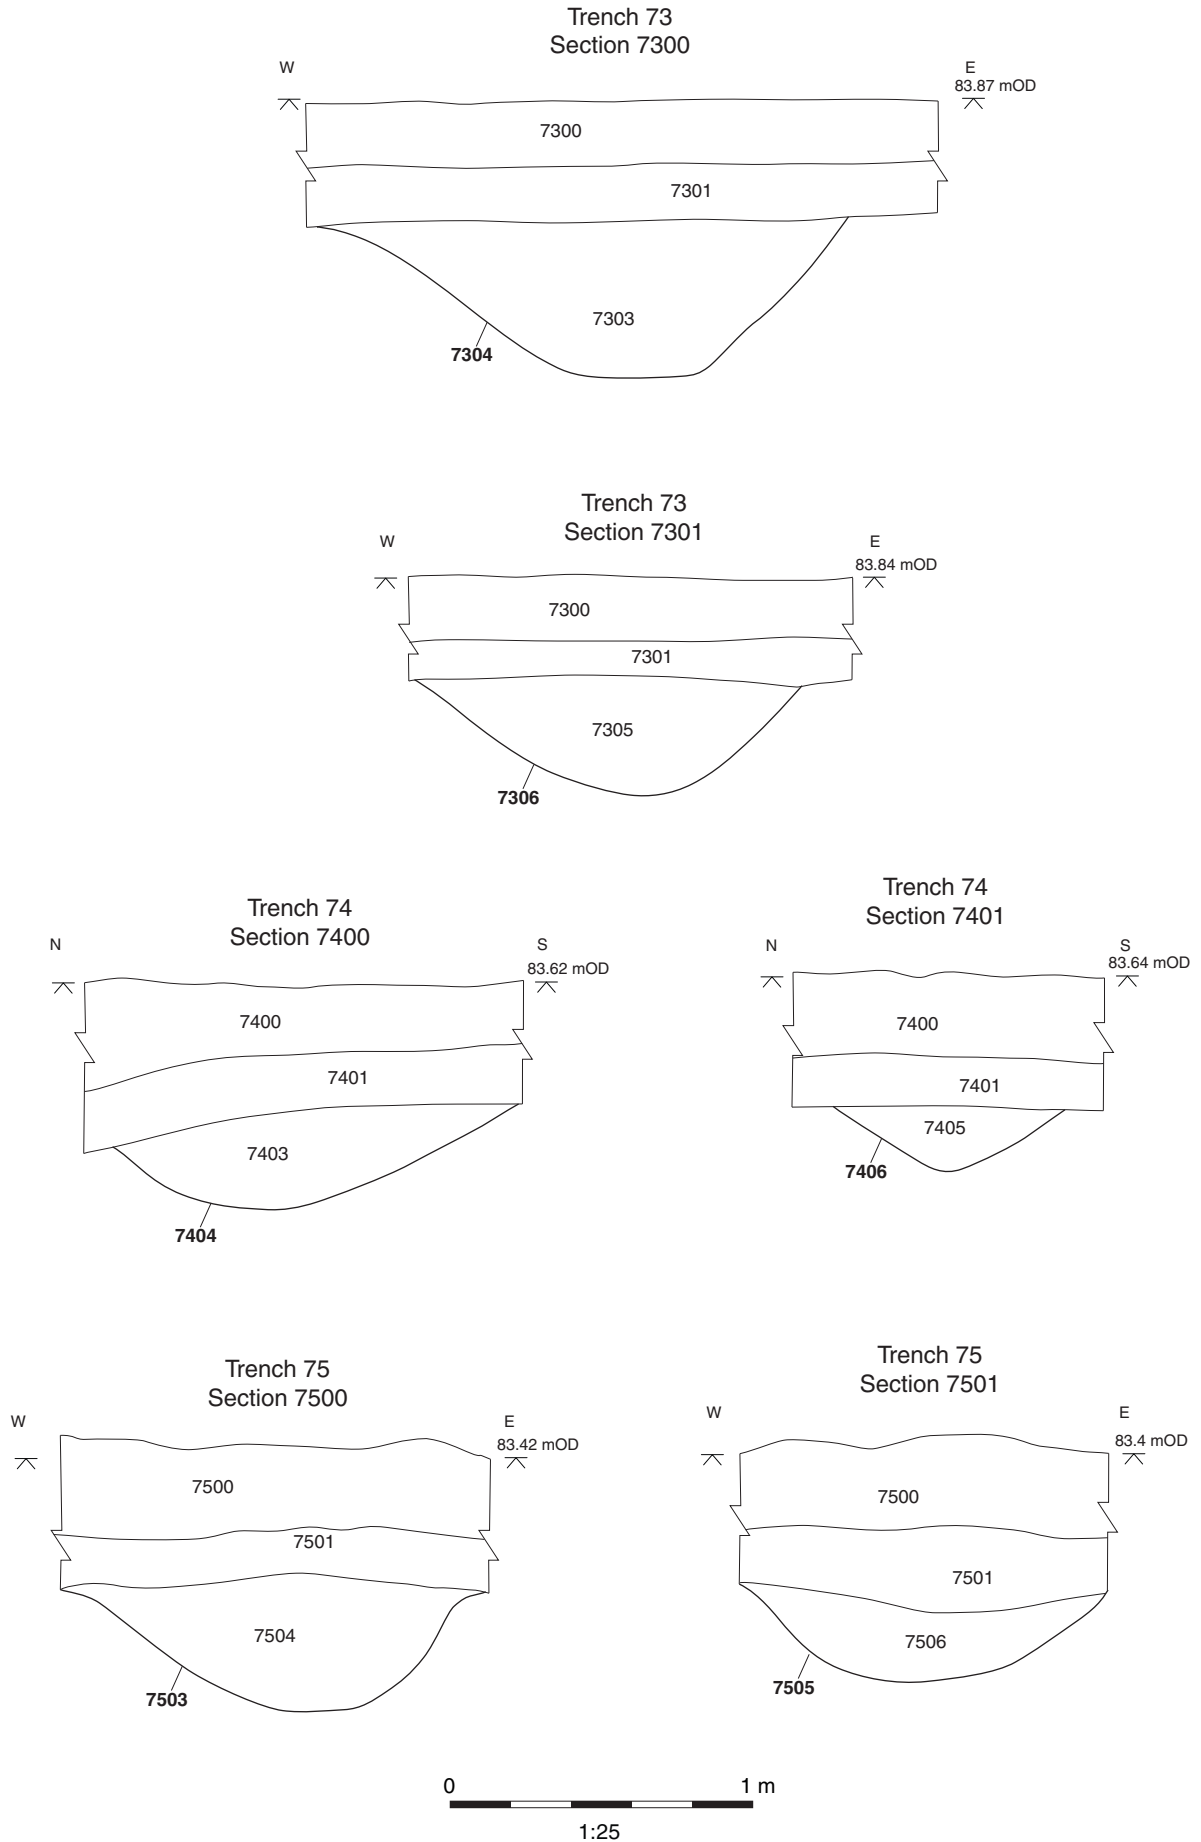 Trench 73
Section 7300
W
E
83.87 mOD
7300
7301
7303
7304
Trench 73
Section 7301
W
E
83.84 mOD
7300
7301
7305
7306
Trench 74
Section 7400
N
S
83.62 mOD
7400
7401
7403
7404
Trench 74
Section 7401
N
S
83.64 mOD
7400
7401
7405
7406
Trench 75
Section 7500
W
E
83.42 mOD
7500
7501
7504
7503
Trench 75
Section 7501
W
E
83.4 mOD
7500
7501
7506
7505
0 1 m
1:25